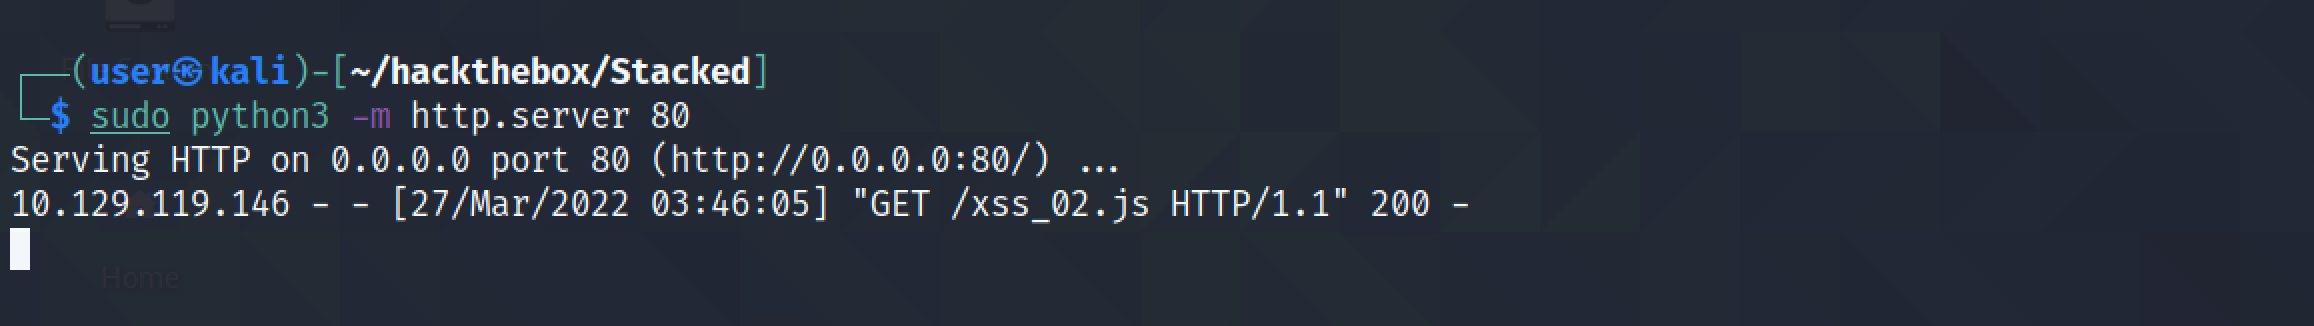 ┌──(user㉿kali)-[~/hackthebox/Stacked]
└─$ sudo python3 -m http.server 80
Serving HTTP on 0.0.0.0 port 80 (http://0.0.0.0:80/) ...
10.129.119.146 - - [27/Mar/2022 03:46:05] "GET /xss_02.js HTTP/1.1" 200 -
Home